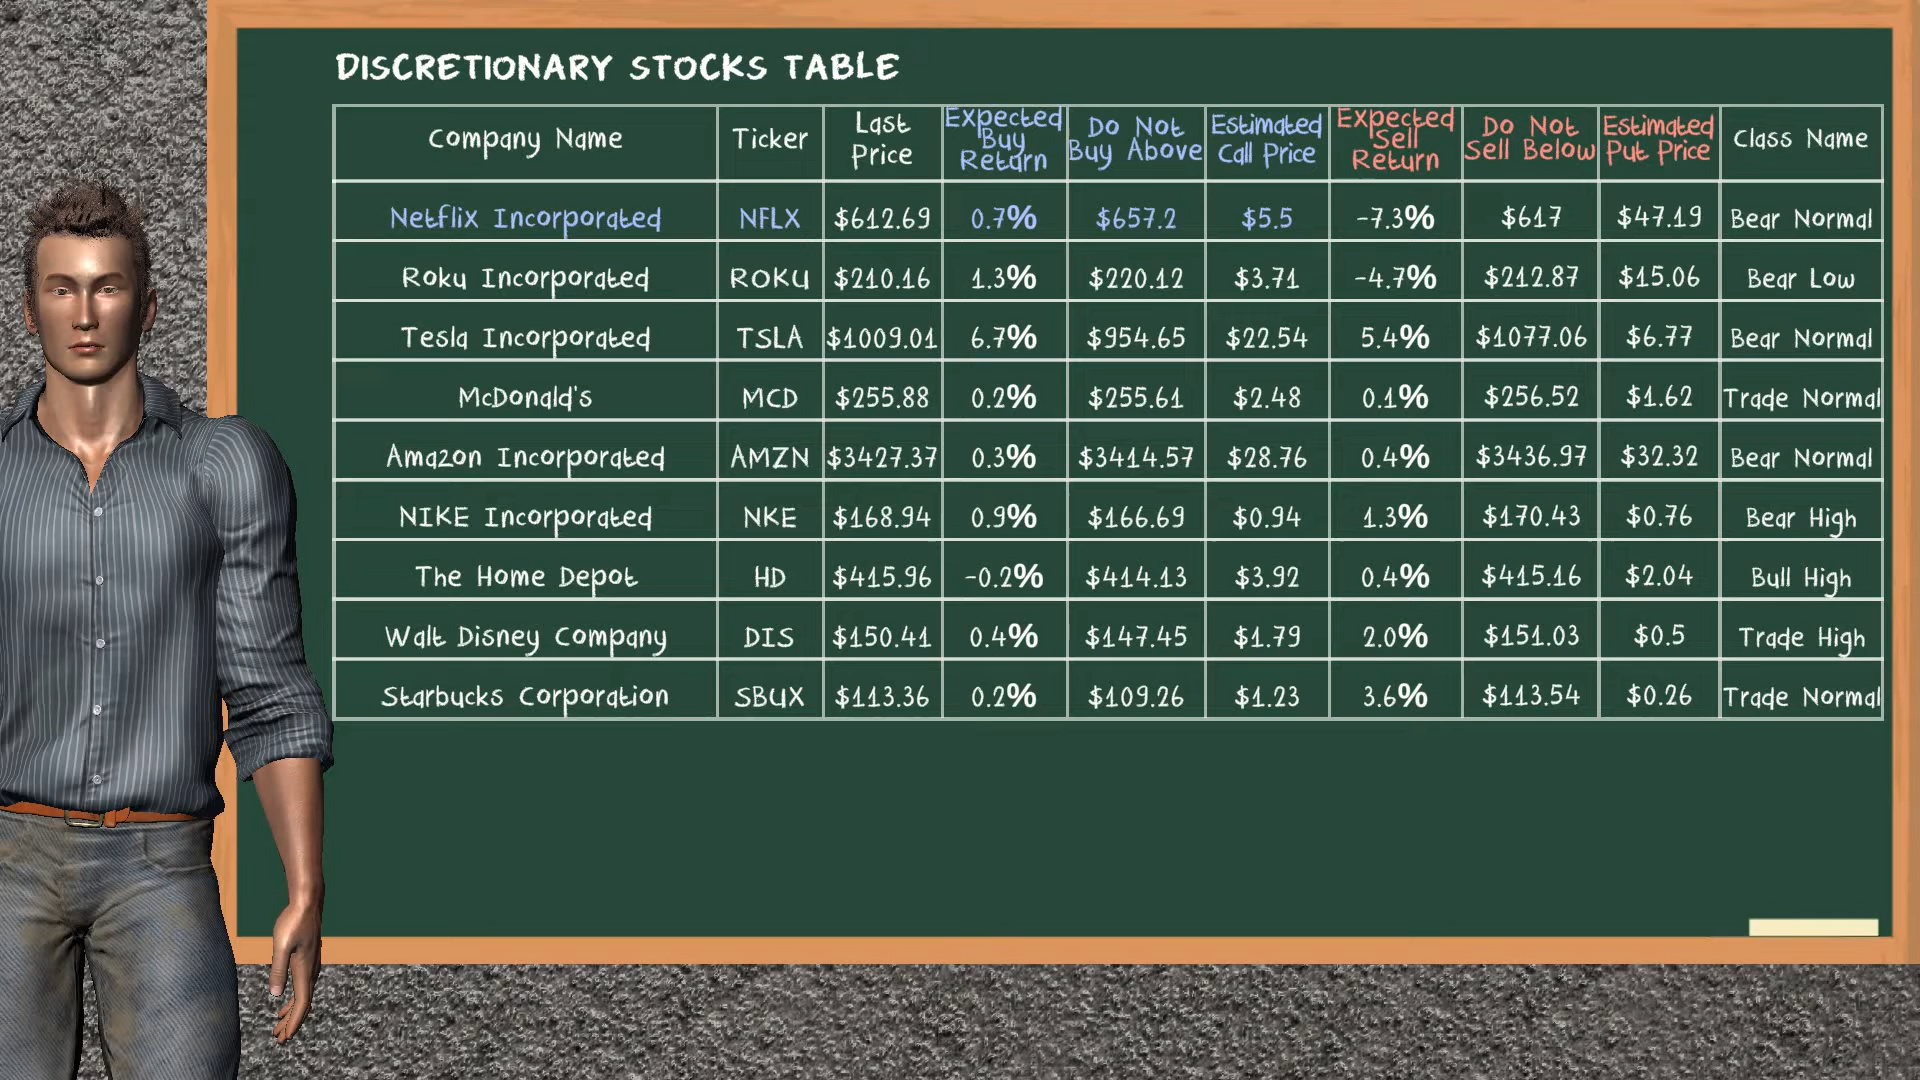 DISCRETIONARY STOCKS TABLE
Company Name Ticker Last Price Expected Buy Return Do Not Buy Above Estimated Call Price Expected Sell Return Do Not Sell Below Estimated Put Price Class Name
Netflix Incorporated NFLX $612.69 0.7% $657.2 $5.5 -7.3% $617 $47.19 Bear Normal
Roku Incorporated ROKU $210.16 1.3% $220.12 $3.71 -4.7% $212.87 $15.06 Bear Low
Tesla Incorporated TSLA $1009.01 6.7% $954.65 $22.54 5.4% $1077.06 $6.77 Bear Normal
McDonald's MCD $255.88 0.2% $255.61 $2.48 0.1% $256.52 $1.62 Trade Normal
Amazon Incorporated AMZN $3427.37 0.3% $3414.57 $28.76 0.4% $3436.97 $32.32 Bear Normal
NIKE Incorporated NKE $168.94 0.9% $166.69 $0.94 1.3% $170.43 $0.76 Bear High
The Home Depot HD $415.96 -0.2% $414.13 $3.92 0.4% $415.16 $2.04 Bull High
Walt Disney Company DIS $150.41 0.4% $147.45 $1.79 2.0% $151.03 $0.5 Trade High
Starbucks Corporation SBUX $113.36 0.2% $109.26 $1.23 3.6% $113.54 $0.26 Trade Normal